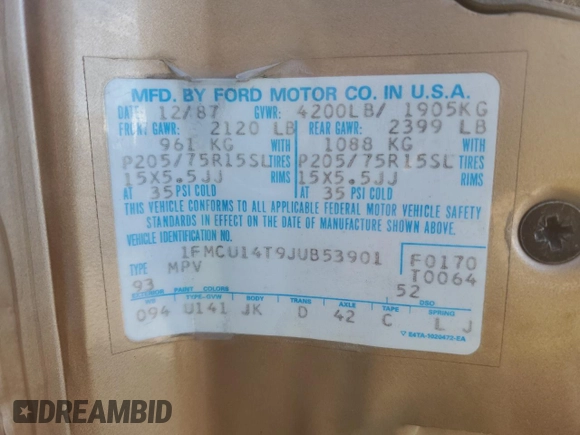 MFD. BY FORD MOTOR CO. IN U.S.A.
DATE: 12/87 GVWR: 4200LB/ 1905KG
FRONT GAWR: 2120 LB REAR GAWR: 2399 LB
961 KG WITH 1088 KG WITH
P205/75R15SL TIRES P205/75R15SL TIRES
15X5.5JJ RIMS 15X5.5JJ RIMS
AT 35 PSI COLD AT 35 PSI COLD
THIS VEHICLE CONFORMS TO ALL APPLICABLE FEDERAL MOTOR VEHICLE SAFETY
STANDARDS IN EFFECT ON THE DATE OF MANUFACTURE SHOWN ABOVE.
VEHICLE IDENTIFICATION NO.
1FMCU14T9JUB53901 F0170
TYPE MPV T0064
93 52
EXTERIOR PAINT COLORS DSO
WB TYPE-GVW BODY TRANS AXLE TAPE
094 U141 JK D 42 C L J
DREAMBID